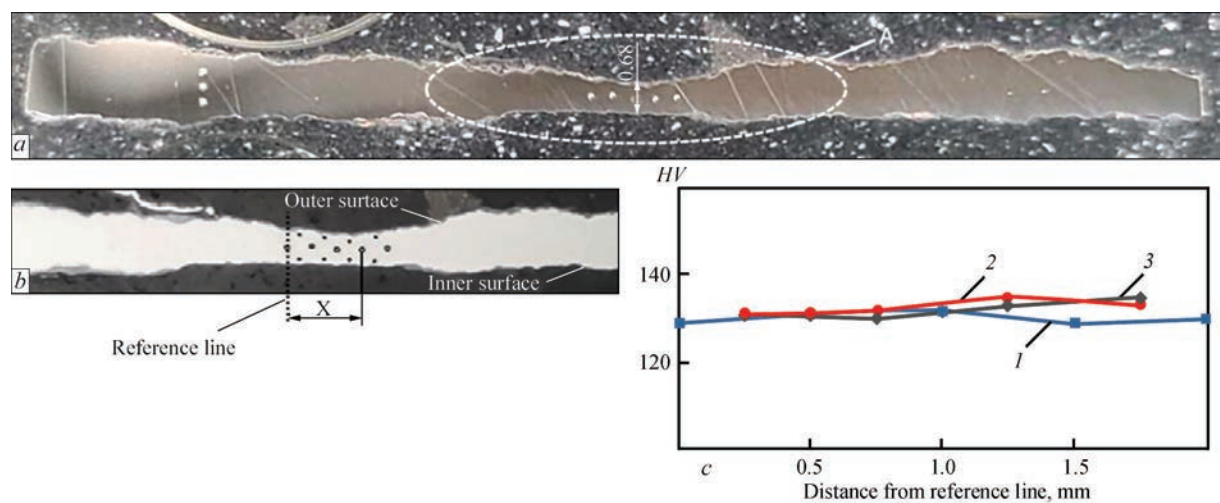 A
0.68
a
Outer surtace
b
Inner surface
X
Reference line
HV
140
120
2
3
1
c
0.5
1.0
1.5
Distance from reference line, mm